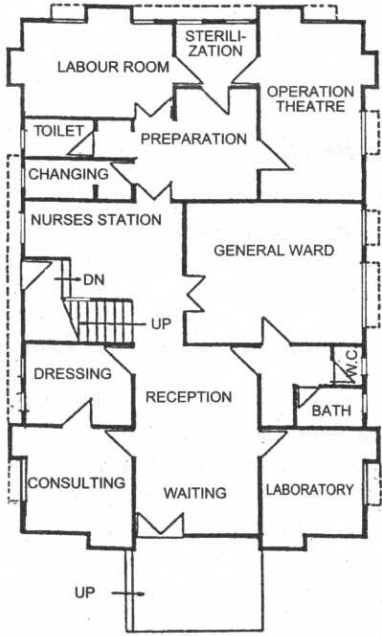 STERILI-
ZATION
LABOUR ROOM
OPERATION
THEATRE
TOILET
PREPARATION
CHANGING
NURSES STATION
GENERAL WARD
DN
UP
W.C.
DRESSING
RECEPTION
BATH
CONSULTING
WAITING
LABORATORY
UP